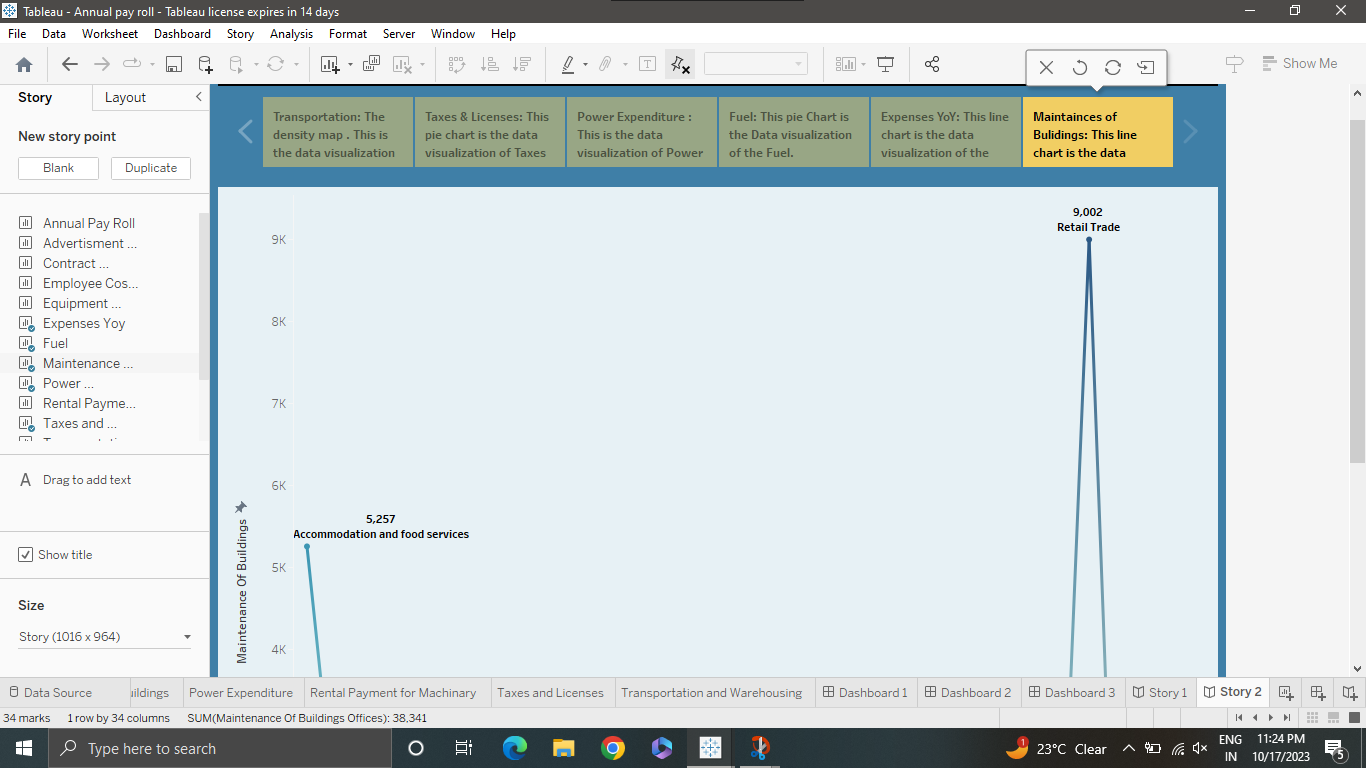 Tableau - Annual pay roll - Tableau license expires in 14 days
File Data Worksheet Dashboard Story Analysis Format Server Window Help
Show Me
Story Layout
New story point
Blank Duplicate
Annual Pay Roll
Advertisment ...
Contract ...
Employee Cos...
Equipment ...
Expenses Yoy
Fuel
Maintenance ...
Power ...
Rental Payme...
Taxes and ...
A Drag to add text
Show title
Size
Story (1016 x 964)
Transportation: The
density map . This is
the data visualization
Taxes & Licenses: This
pie chart is the data
visualization of Taxes
Power Expenditure :
This is the data
visualization of Power
Fuel: This pie Chart is
the Data visualization
of the Fuel.
Expenses YoY: This line
chart is the data
visualization of the
Maintainces of
Bulidings: This line
chart is the data
9,002
Retail Trade
9K
8K
7K
6K
5,257
Accommodation and food services
5K
4K
Maintenance Of Buildings
Data Source uildings Power Expenditure Rental Payment for Machinary Taxes and Licenses Transportation and Warehousing Dashboard 1 Dashboard 2 Dashboard 3 Story 1 Story 2
34 marks 1 row by 34 columns SUM(Maintenance Of Buildings Offices): 38,341
Type here to search
1
23°C Clear
ENG
IN
11:24 PM
10/17/2023
5